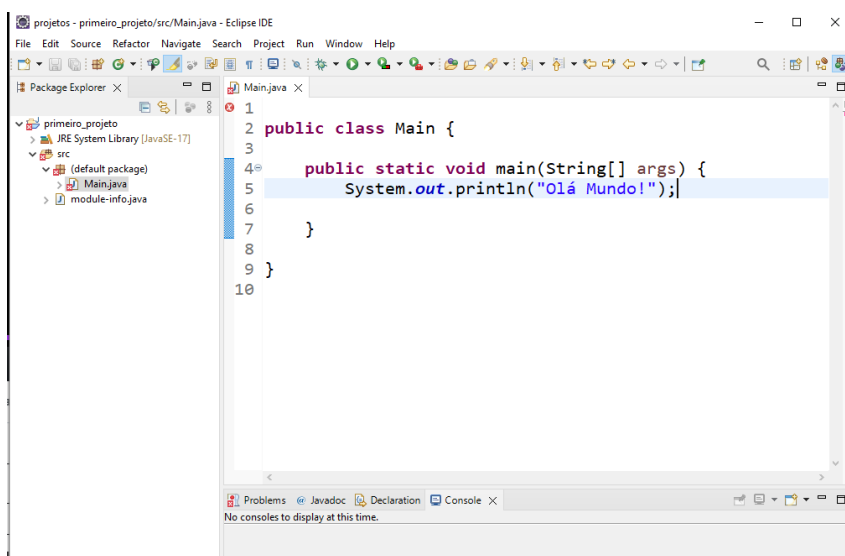 projetos - primeiro_projeto/src/Main.java - Eclipse IDE
File Edit Source Refactor Navigate Search Project Run Window Help
Package Explorer
primeiro_projeto
JRE System Library [JavaSE-17]
src
(default package)
Main.java
module-info.java
Main.java
1
2 public class Main {
3
4 public static void main(String[] args) {
5 System.out.println("Olá Mundo!");
6
7 }
8
9 }
10
Problems Javadoc Declaration Console
No consoles to display at this time.